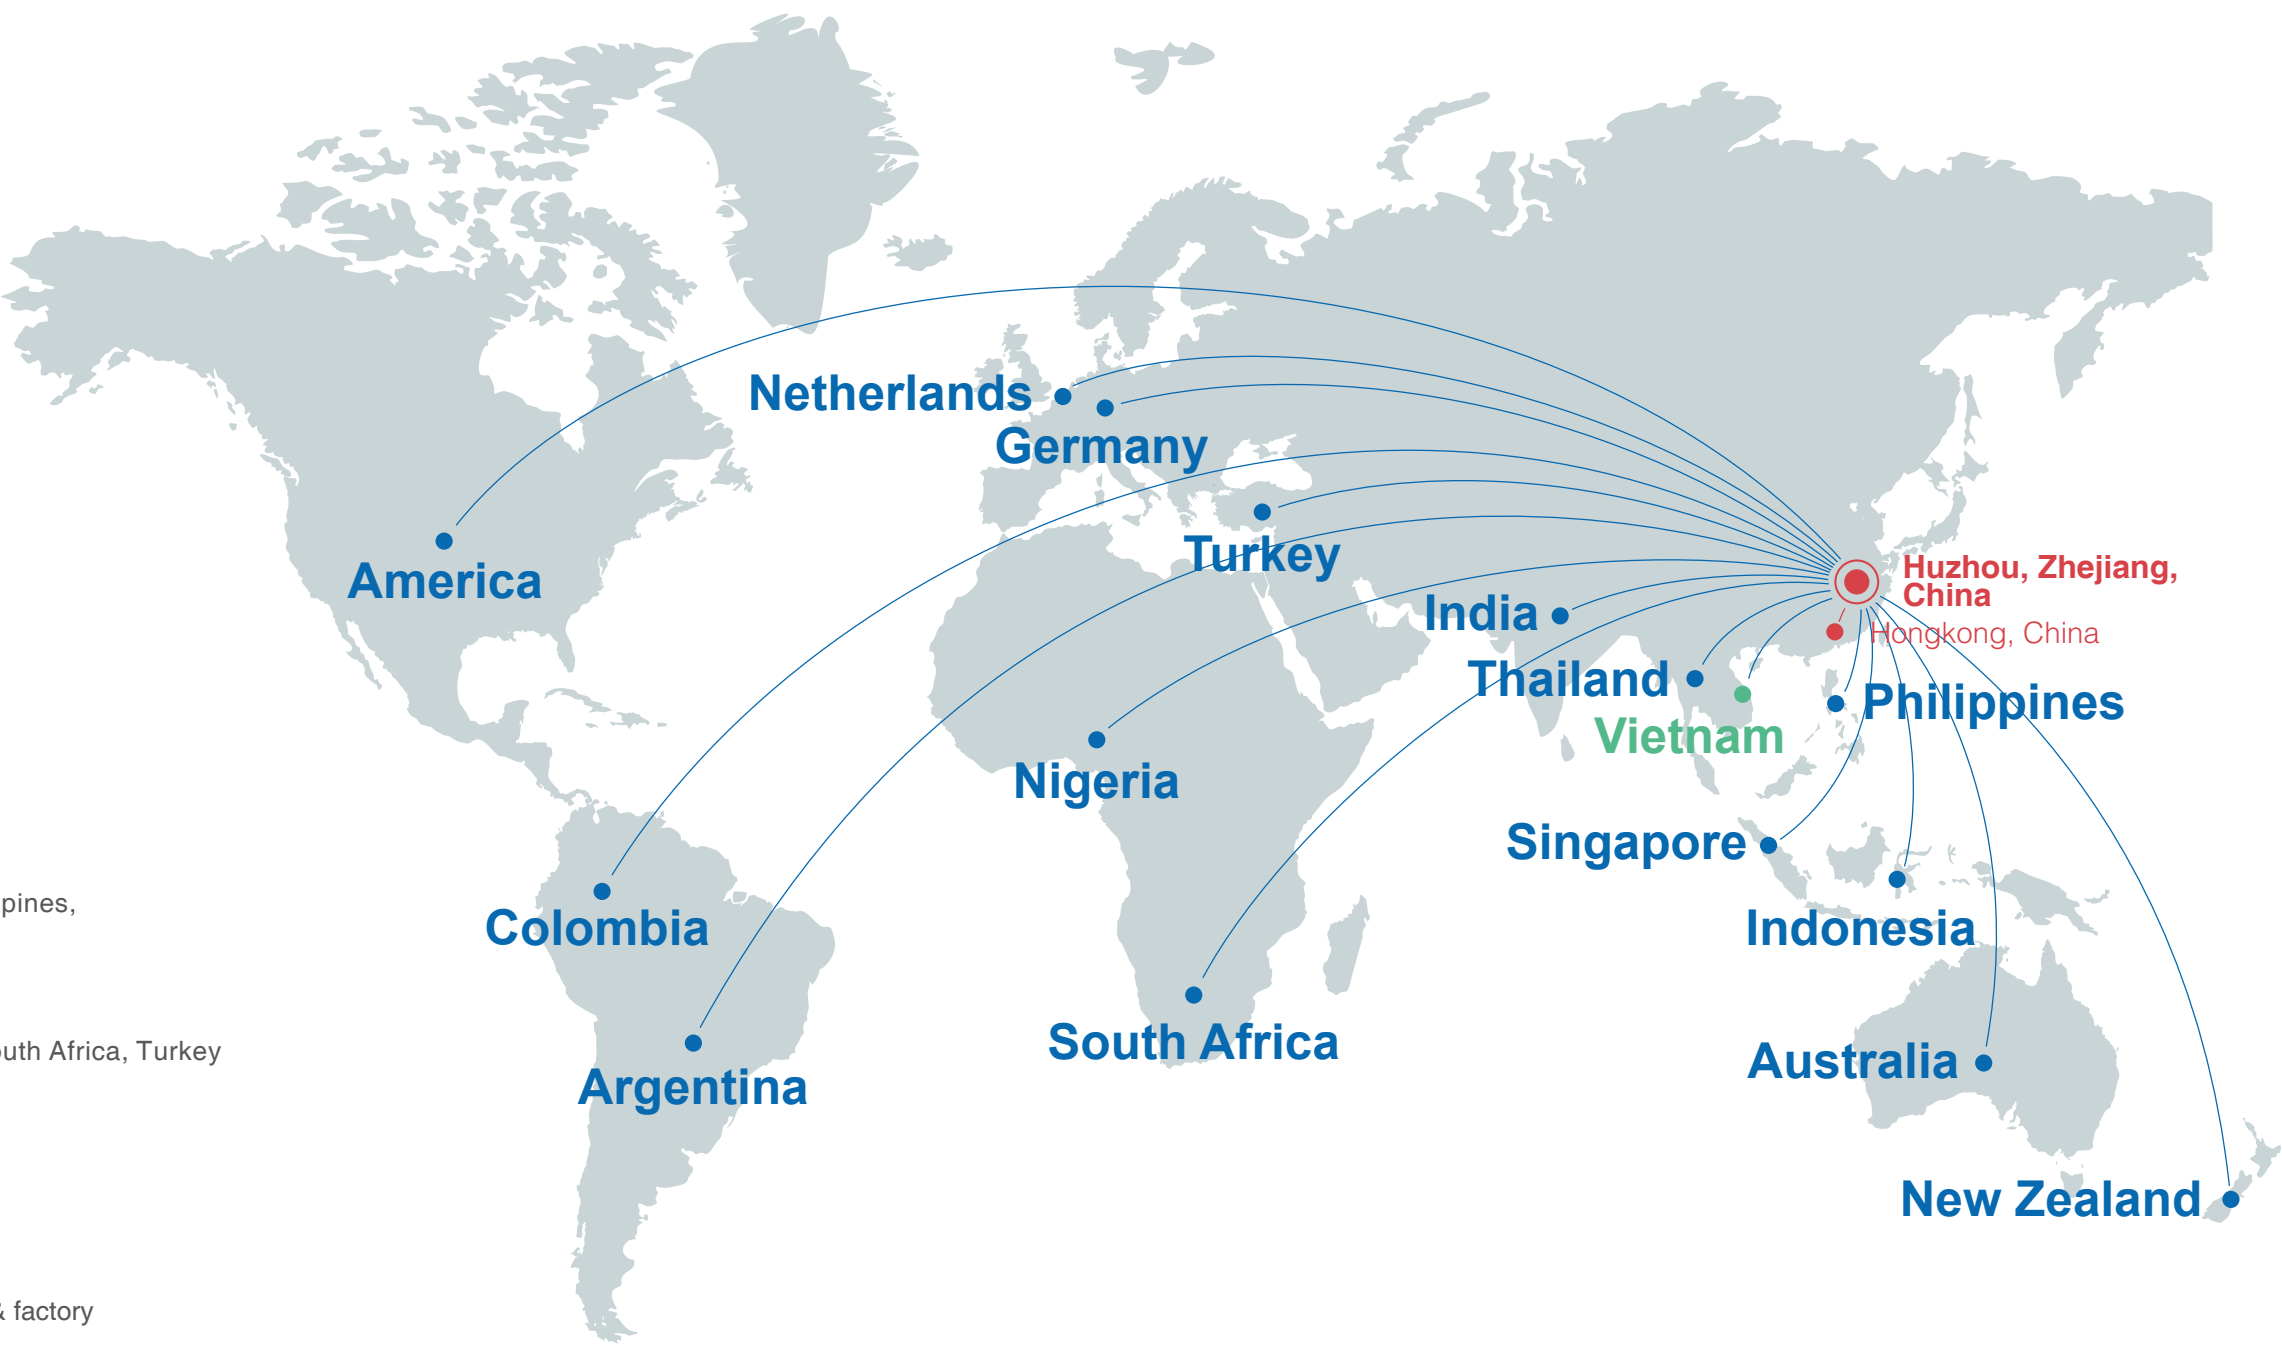 Netherlands
Germany
America
Turkey
Huzhou, Zhejiang,
China
Hongkong, China
India
Thailand
Vietnam
Philippines
Nigeria
Singapore
pines,
Colombia
Indonesia
South Africa
outh Africa, Turkey
Australia
Argentina
New Zealand
& factory